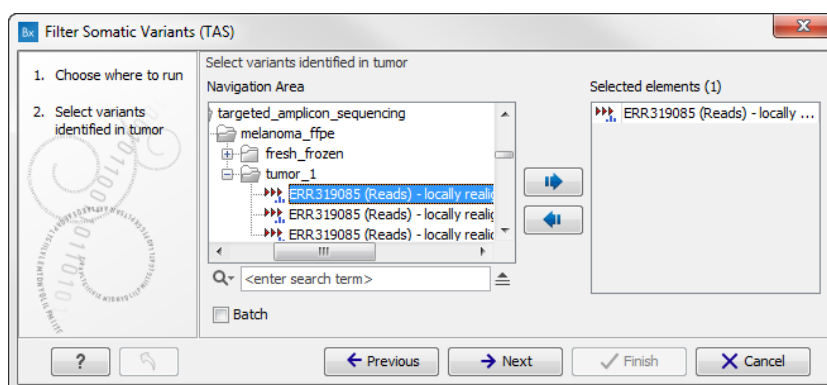 Bx Filter Somatic Variants (TAS)
1. Choose where to run
2. Select variants
identified in tumor
Select variants identified in tumor
Navigation Area
targeted_amplicon_sequencing
melanoma_ffpe
fresh_frozen
tumor_1
ERR319085 (Reads) - locally realig
ERR319085 (Reads) - locally realig
ERR319085 (Reads) - locally realig
<enter search term>
Batch
Selected elements (1)
ERR319085 (Reads) - locally ...
?
Previous
Next
Finish
Cancel